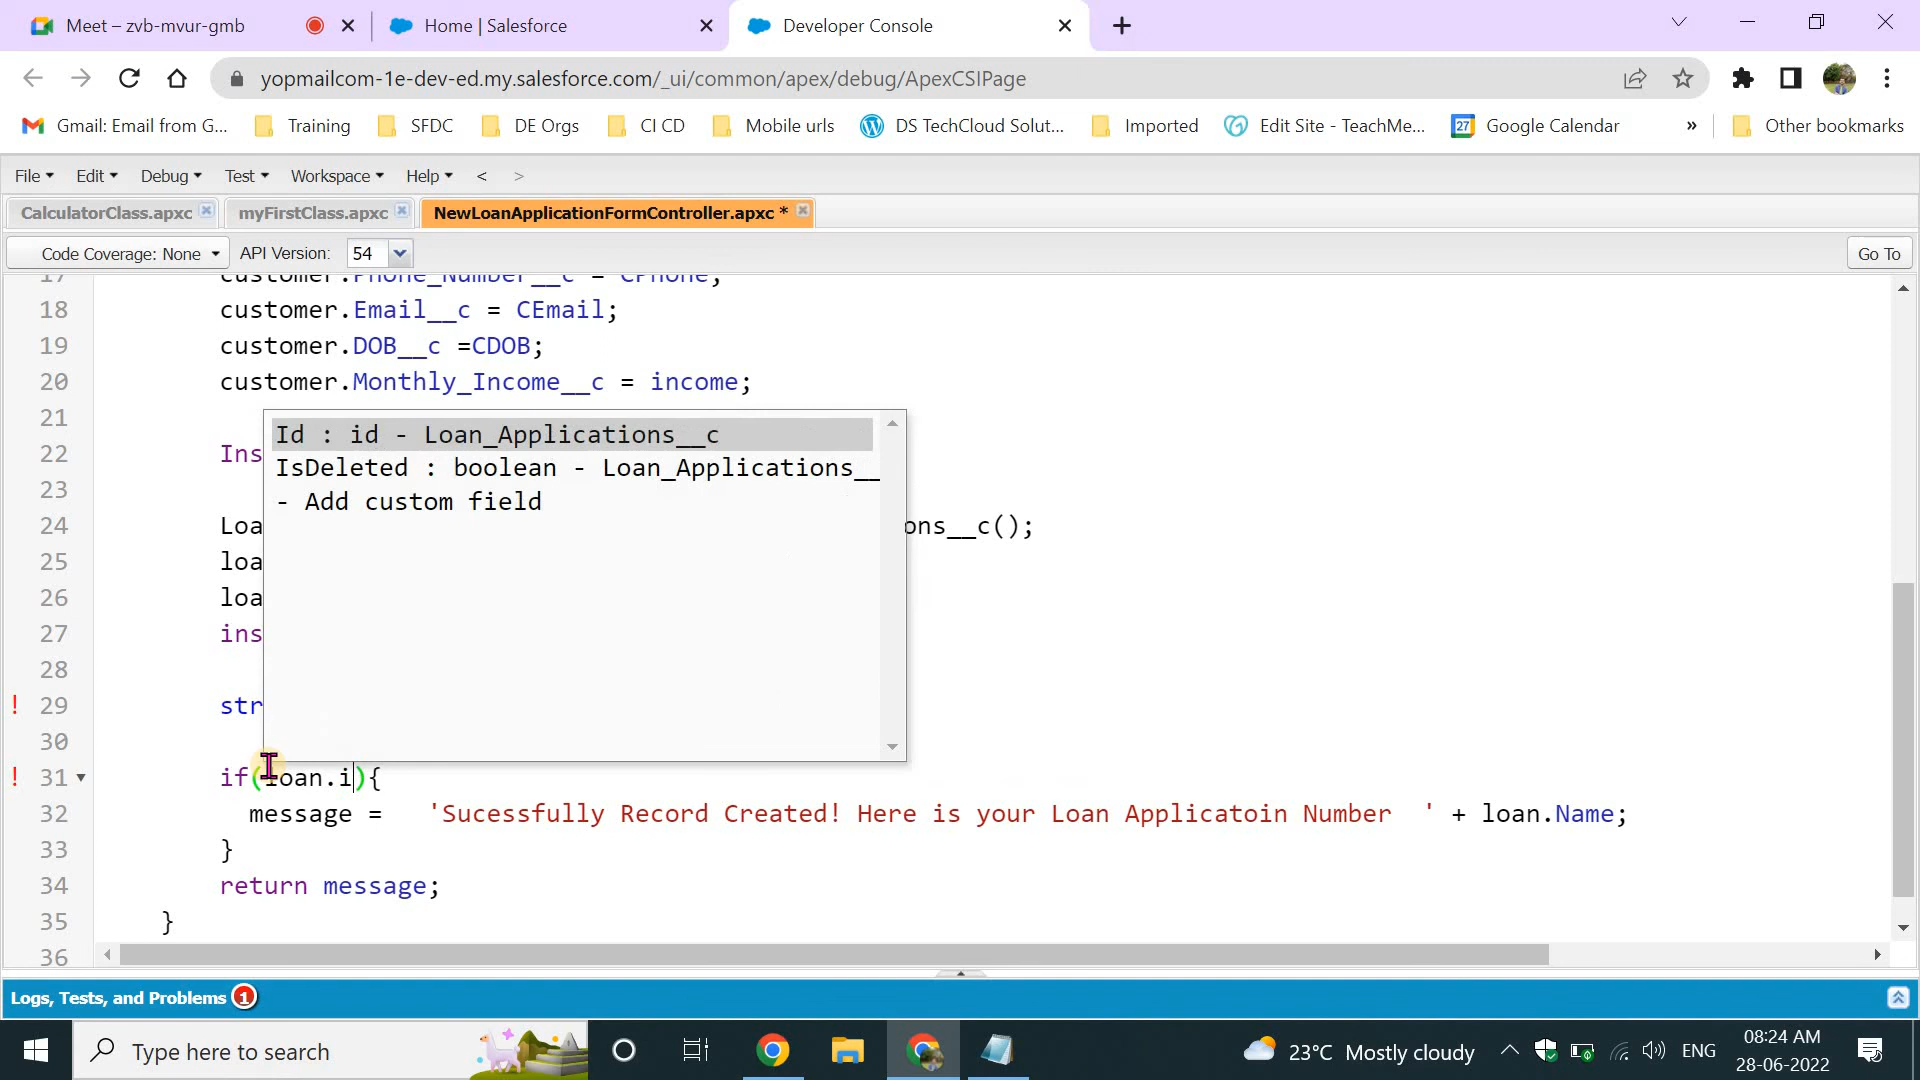 Meet – zvb-mvur-gmb
Home | Salesforce
Developer Console
yopmailcom-1e-dev-ed.my.salesforce.com/_ui/common/apex/debug/ApexCSIPage
Gmail: Email from G...
Training
SFDC
DE Orgs
CI CD
Mobile urls
DS TechCloud Solut...
Imported
Edit Site - TeachMe...
27
Google Calendar
»
Other bookmarks
File
Edit
Debug
Test
Workspace
Help
<
>
CalculatorClass.apxc
myFirstClass.apxc
NewLoanApplicationFormController.apxc *
Code Coverage: None
API Version:
54
Go To
17 customer.Phone_Number__c = CPhone;
18 customer.Email__c = CEmail;
19 customer.DOB__c =CDOB;
20 customer.Monthly_Income__c = income;
21
Id : id - Loan_Applications__c
22 Ins
IsDeleted : boolean - Loan_Applications__
23
- Add custom field
24 Loa ons__c();
25 loa
26 loa
27 ins
28
! 29 str
30
! 31 if(loan.i){
32 message = 'Sucessfully Record Created! Here is your Loan Applicatoin Number ' + loan.Name;
33 }
34 return message;
35 }
36
Logs, Tests, and Problems 1
Type here to search
23°C Mostly cloudy
ENG
08:24 AM
28-06-2022